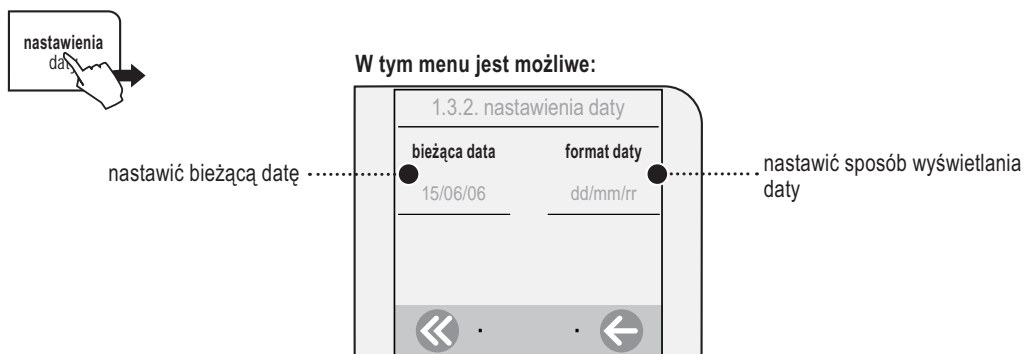 nastawienia
daty
W tym menu jest możliwe:
1.3.2. nastawienia daty
bieżąca data
format daty
nastawić bieżącą datę
nastawić sposób wyświetlania
daty
15/06/06
dd/mm/rr